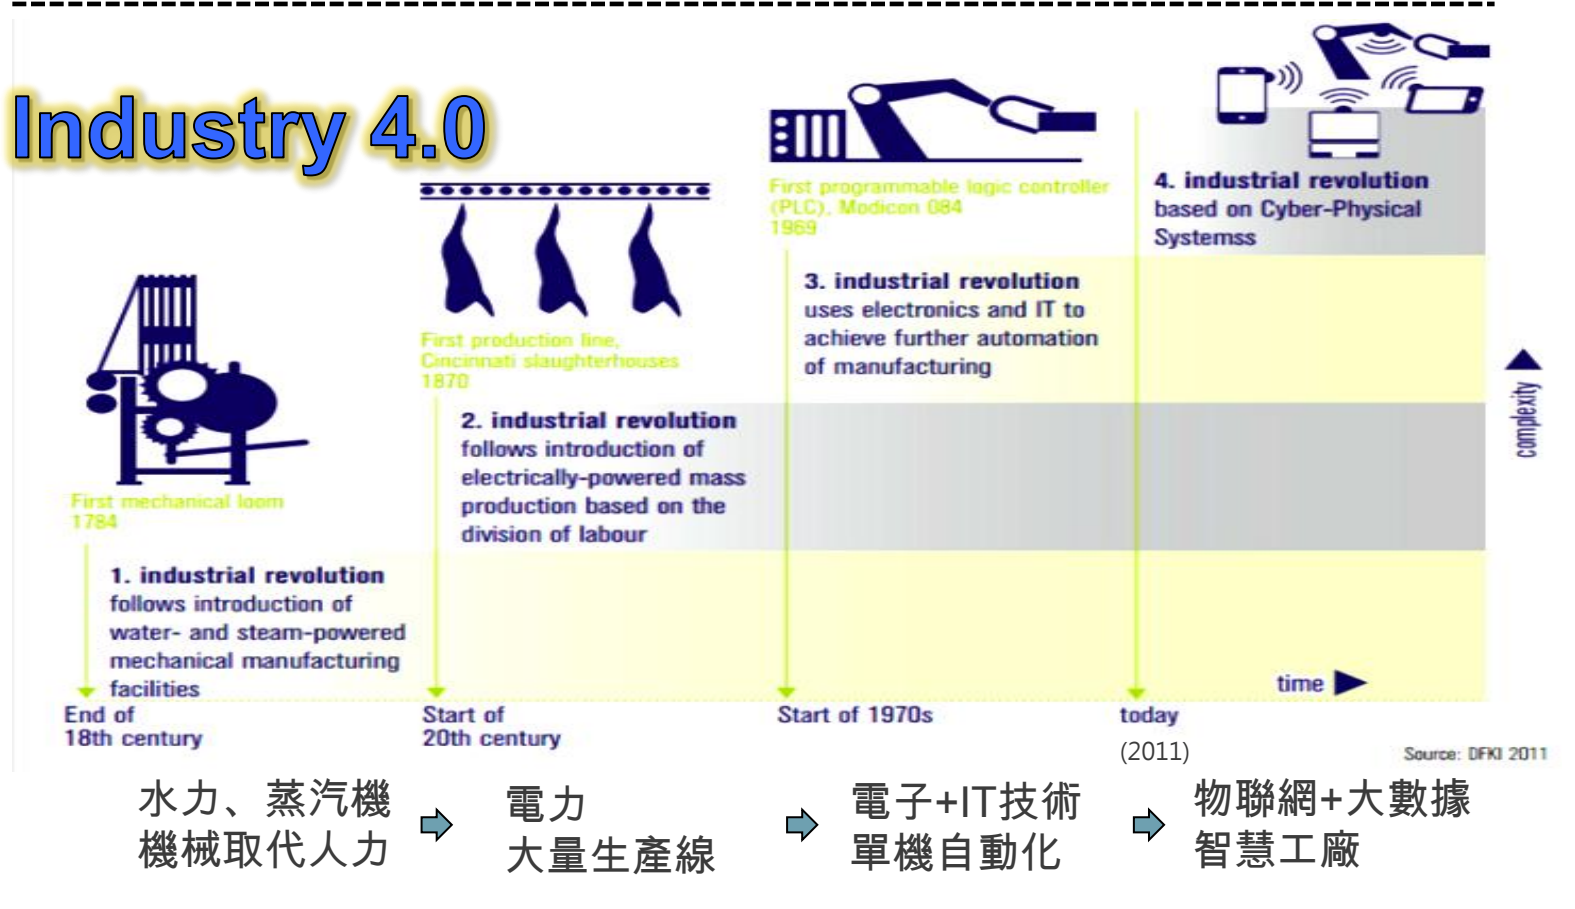 Industry 4.0
First mechanical loom
1784
1. industrial revolution
follows introduction of
water- and steam-powered
mechanical manufacturing
facilities
End of
18th century
First production line,
Cincinnati slaughterhouses
1870
2. industrial revolution
follows introduction of
electrically-powered mass
production based on the
division of labour
Start of
20th century
First programmable logic controller
(PLC), Modicon 084
1969
3. industrial revolution
uses electronics and IT to
achieve further automation
of manufacturing
Start of 1970s
4. industrial revolution
based on Cyber-Physical
Systemss
today
(2011)
time
complexity
Source: DFKI 2011
水力、蒸汽機
機械取代人力
電力
大量生產線
電子+IT技術
單機自動化
物聯網+大數據
智慧工廠